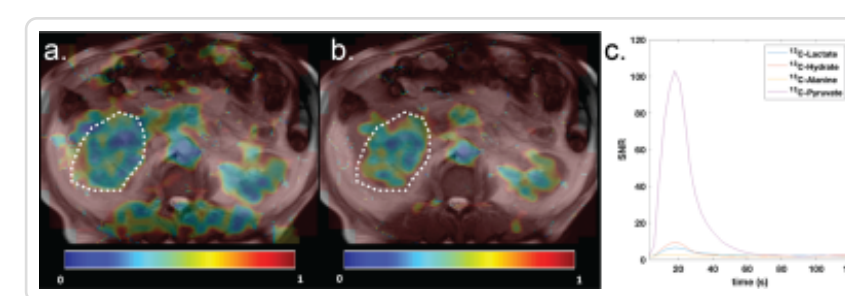 a.
b.
c.
0
1
0
1
120
100
80
60
40
20
0
SNR
20
40
60
80
100
time (s)
¹³C-Lactate
¹³C-Hydrate
¹³C-Alanine
¹³C-Pyruvate